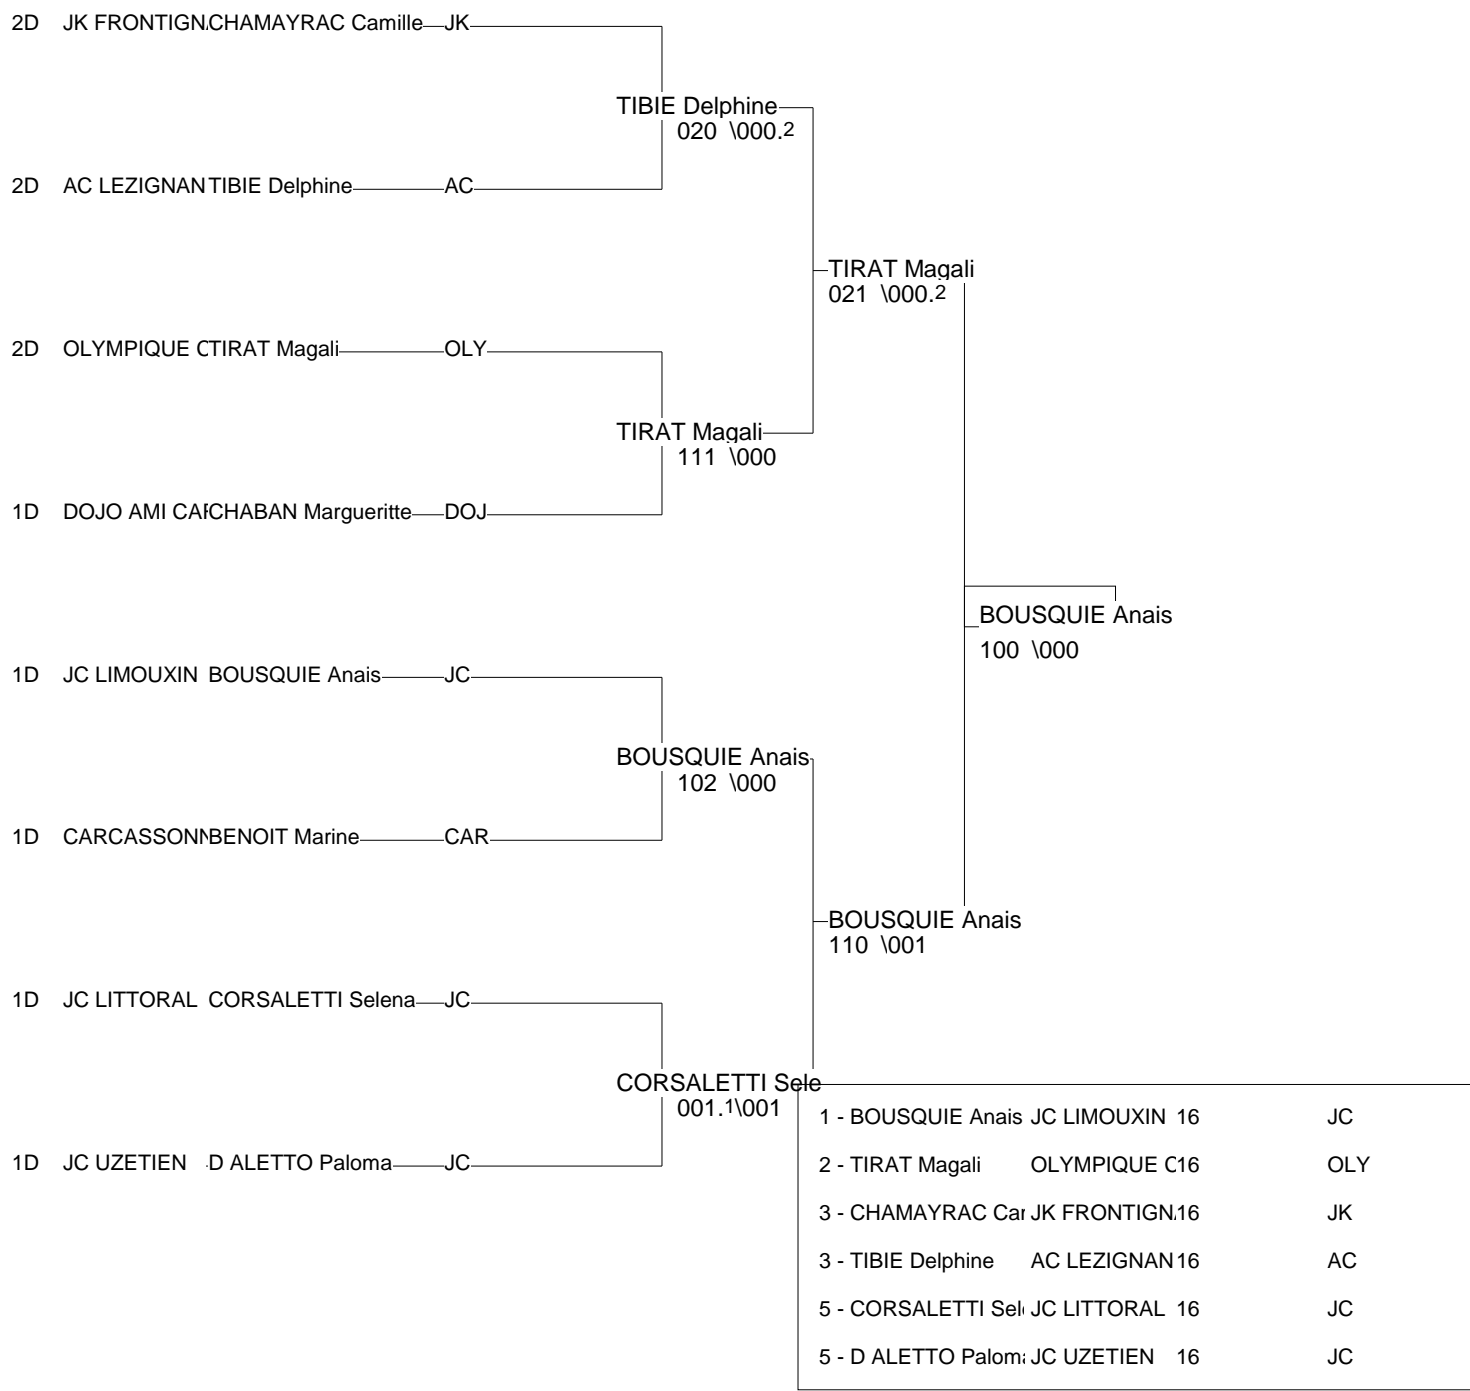 2D JK FRONTIGN CHAMAYRAC Camille JK
TIBIE Delphine
020 \000.2
2D AC LEZIGNAN TIBIE Delphine AC
TIRAT Magali
021 \000.2
2D OLYMPIQUE C TIRAT Magali OLY
TIRAT Magali
111 \000
1D DOJO AMI CAR CHABAN Margueritte DOJ
BOUSQUIE Anais
100 \000
1D JC LIMOUXIN BOUSQUIE Anais JC
BOUSQUIE Anais
102 \000
1D CARCASSONN BENOIT Marine CAR
BOUSQUIE Anais
110 \001
1D JC LITTORAL CORSALETTI Selena JC
CORSALETTI Sele
001.1\001
1D JC UZETIEN D ALETTO Paloma JC
1 - BOUSQUIE Anais JC LIMOUXIN 16 JC
2 - TIRAT Magali OLYMPIQUE C 16 OLY
3 - CHAMAYRAC Cam JK FRONTIGN 16 JK
3 - TIBIE Delphine AC LEZIGNAN 16 AC
5 - CORSALETTI Sele JC LITTORAL 16 JC
5 - D ALETTO Paloma JC UZETIEN 16 JC